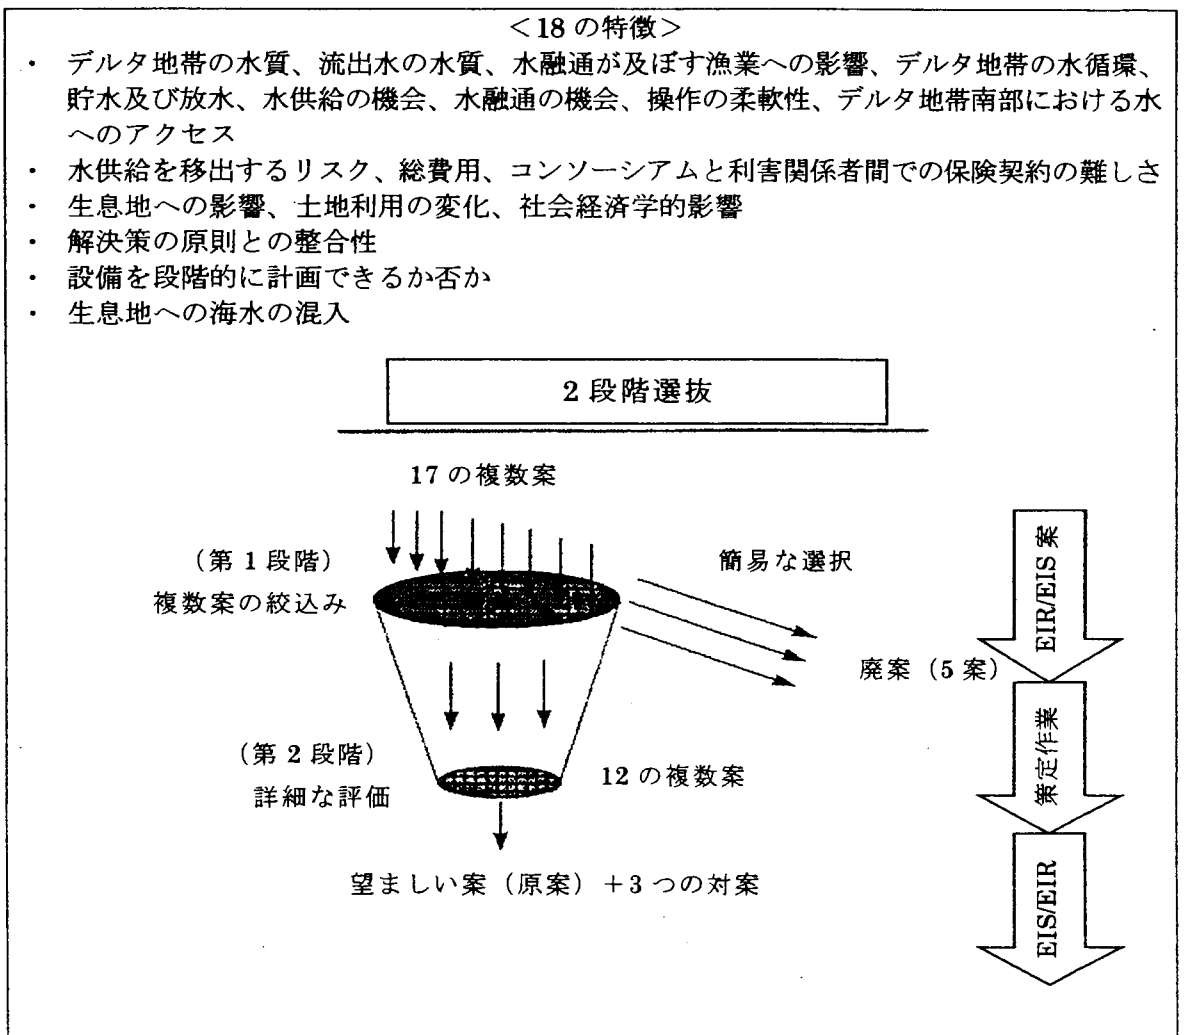 ＜18の特徴＞
・ デルタ地帯の水質、流出水の水質、水融通が及ぼす漁業への影響、デルタ地帯の水循環、
貯水及び放水、水供給の機会、水融通の機会、操作の柔軟性、デルタ地帯南部における水
へのアクセス
・ 水供給を移出するリスク、総費用、コンソーシアムと利害関係者間での保険契約の難しさ
・ 生息地への影響、土地利用の変化、社会経済学的影響
・ 解決策の原則との整合性
・ 設備を段階的に計画できるか否か
・ 生息地への海水の混入
2段階選抜
17の複数案
（第1段階）
複数案の絞込み
簡易な選択
廃案（5案）
（第2段階）
詳細な評価
12の複数案
望ましい案（原案）＋3つの対案
EIR/EIS案
策定作業
EIS/EIR